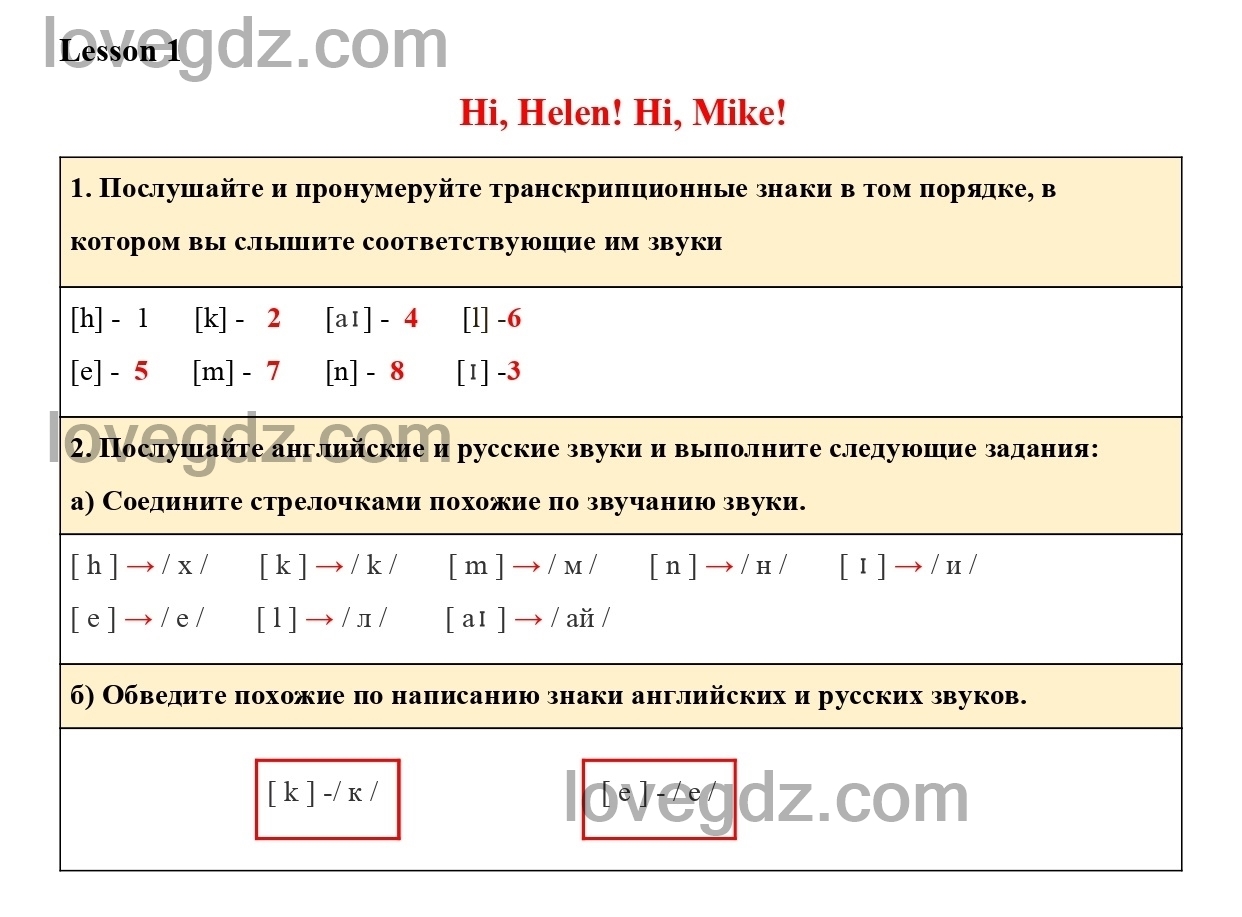 lovegdz.com
Lesson 1
Hi, Helen! Hi, Mike!
1. Послушайте и пронумеруйте транскрипционные знаки в том порядке, в
котором вы слышите соответствующие им звуки
[h] - 1 [k] - 2 [aɪ] - 4 [l] -6
[e] - 5 [m] - 7 [n] - 8 [ɪ] -3
lovegdz.com
2. Послушайте английские и русские звуки и выполните следующие задания:
а) Соедините стрелочками похожие по звучанию звуки.
[ h ] → / х / [ k ] → / k / [ m ] → / м / [ n ] → / н / [ ɪ ] → / и /
[ e ] → / е / [ l ] → / л / [ aɪ ] → / ай /
б) Обведите похожие по написанию знаки английских и русских звуков.
[ k ] -/ к / [ e ] - / е /
lovegdz.com